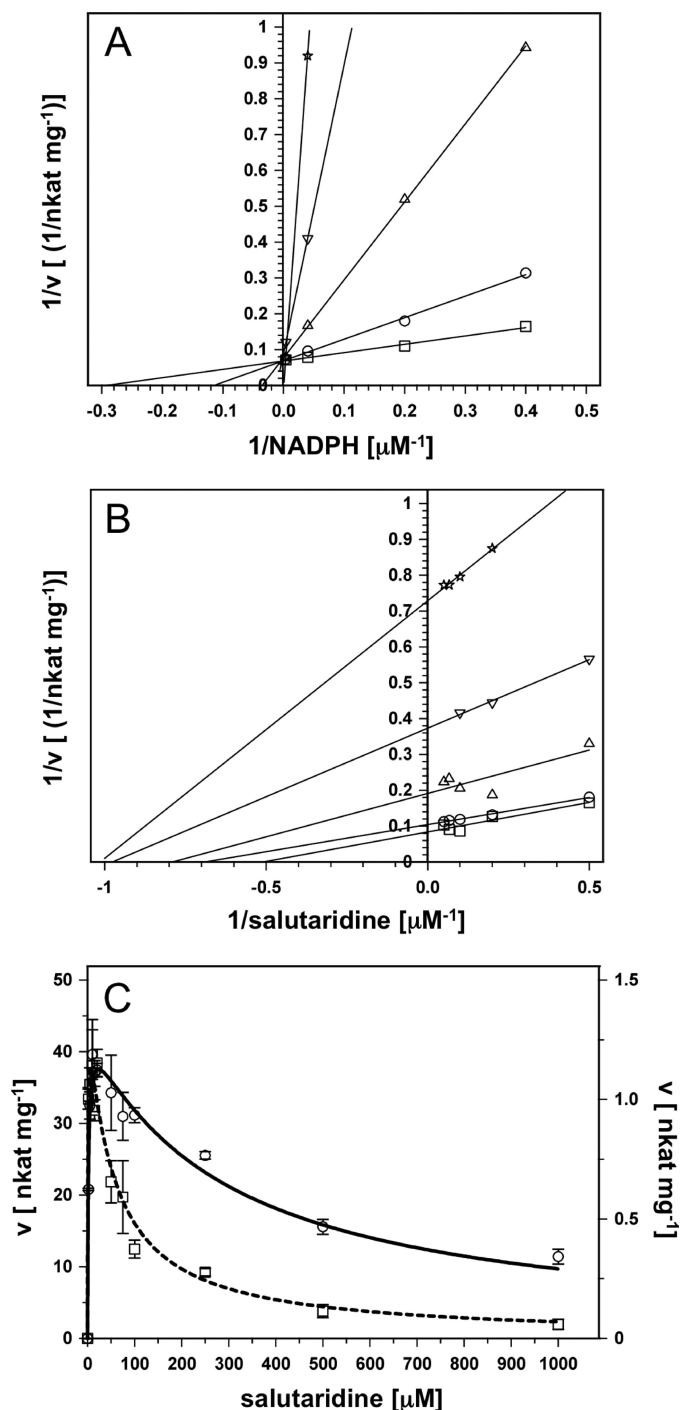 A
1/v [ (1/nkat mg-1)]
1
0.9
0.8
0.7
0.6
0.5
0.4
0.3
0.2
0.1
0
-0.3 -0.2 -0.1 0.0 0.1 0.2 0.3 0.4 0.5
1/NADPH [μM-1]
B
1/v [ (1/nkat mg-1)]
1
0.9
0.8
0.7
0.6
0.5
0.4
0.3
0.2
0.1
0
-1 -0.5 0.0 0.5
1/salutaridine [μM-1]
C
v [ nkat mg-1]
50
40
30
20
10
0
1.5
1.0
0.5
0
v [ nkat mg-1]
0 100 200 300 400 500 600 700 800 900 1000
salutaridine [μM]